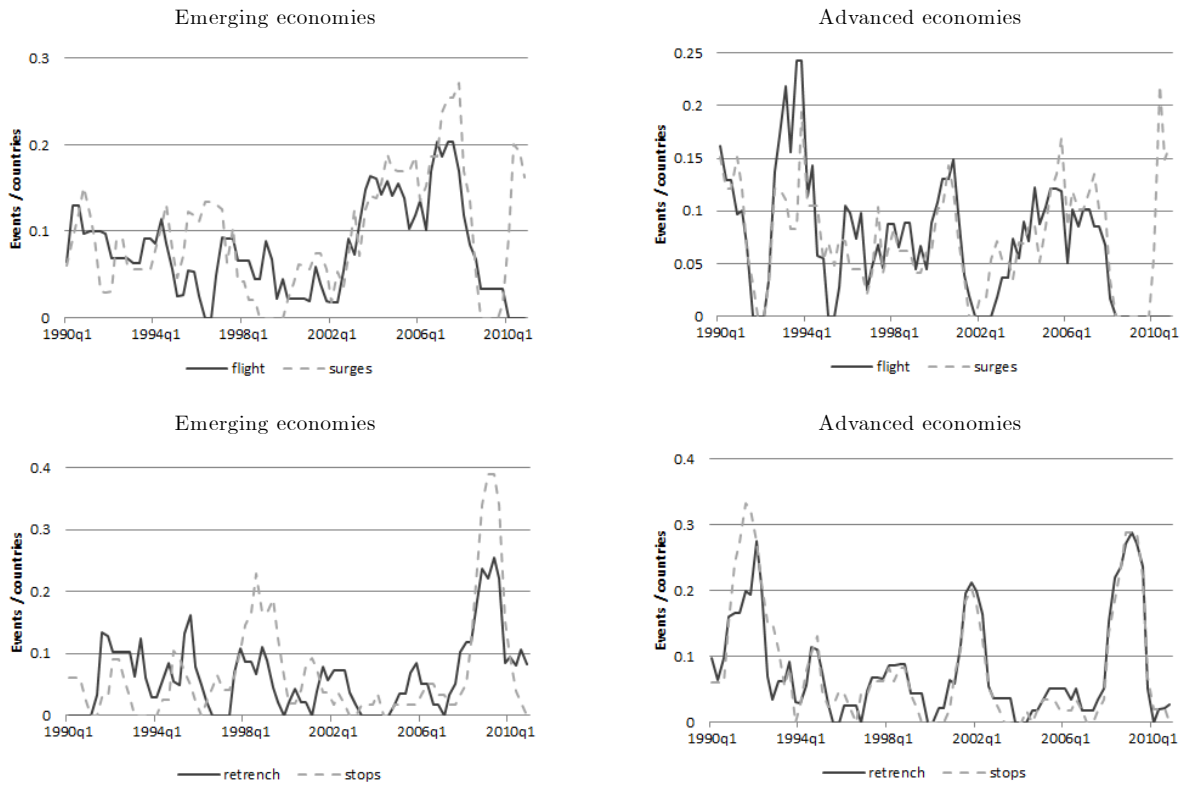 Emerging economies
Events / countries
0.3
0.2
0.1
0
1990q1 1994q1 1998q1 2002q1 2006q1 2010q1
flight surges
Advanced economies
Events / countries
0.25
0.2
0.15
0.1
0.05
0
1990q1 1994q1 1998q1 2002q1 2006q1 2010q1
flight surges
Emerging economies
Events / countries
0.4
0.3
0.2
0.1
0
1990q1 1994q1 1998q1 2002q1 2006q1 2010q1
retrench stops
Advanced economies
Events / countries
0.4
0.3
0.2
0.1
0
1990q1 1994q1 1998q1 2002q1 2006q1 2010q1
retrench stops